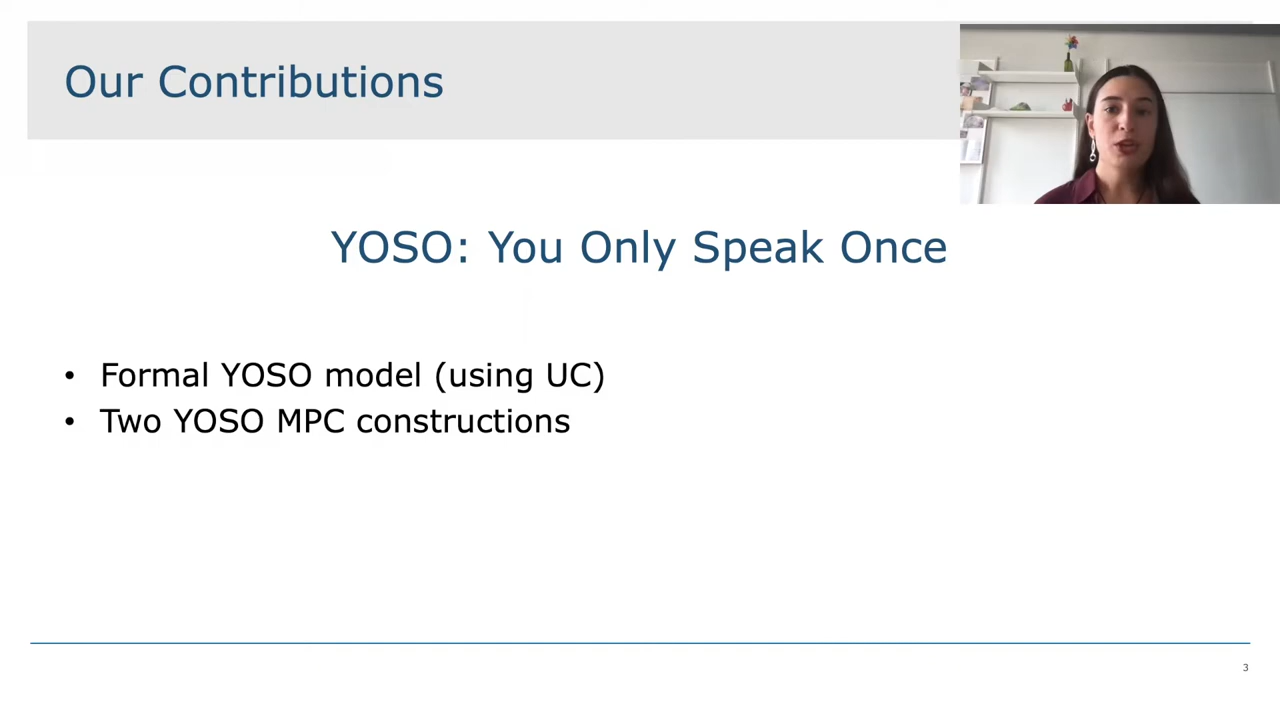 Our Contributions
YOSO: You Only Speak Once
• Formal YOSO model (using UC)
• Two YOSO MPC constructions
3